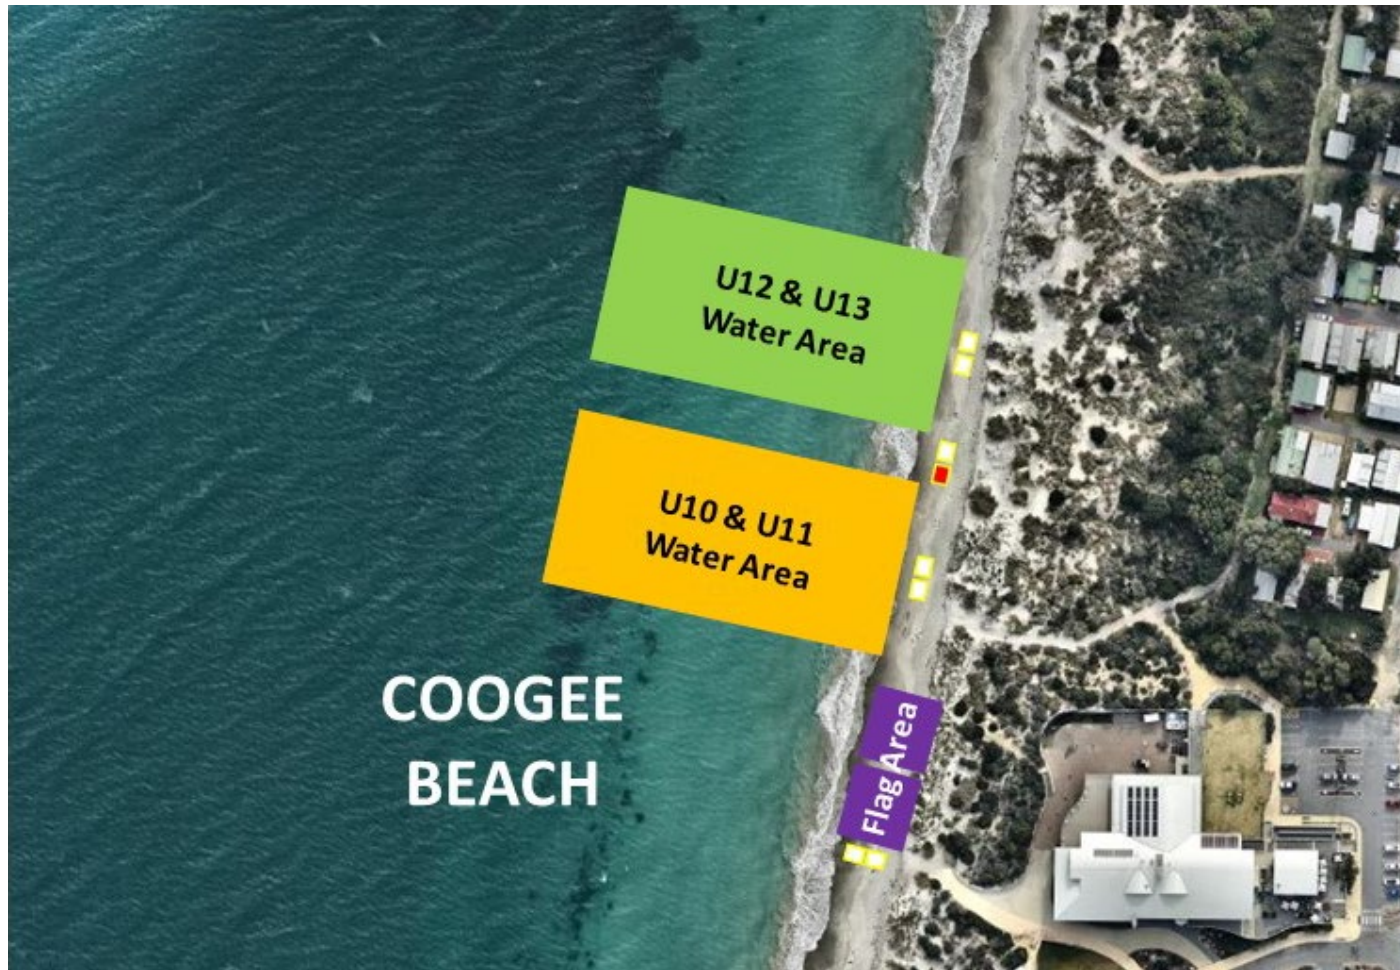 U12 & U13
Water Area
U10 & U11
Water Area
COOGEE
BEACH
Flag Area